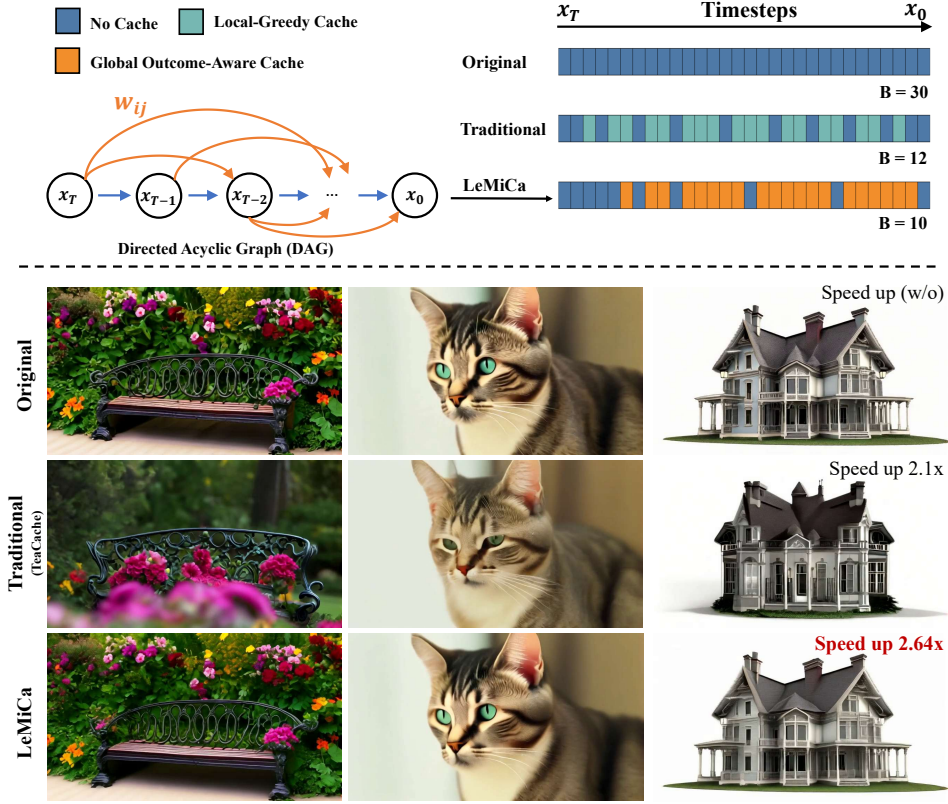 No Cache
Local-Greedy Cache
Global Outcome-Aware Cache
x_T Timesteps x_0
Original
B = 30
Traditional
B = 12
LeMiCa
B = 10
w_{ij}
x_T x_{T-1} x_{T-2} ... x_0
Directed Acyclic Graph (DAG)
Original
Speed up (w/o)
Traditional
(TeaCache)
Speed up 2.1x
LeMiCa
Speed up 2.64x